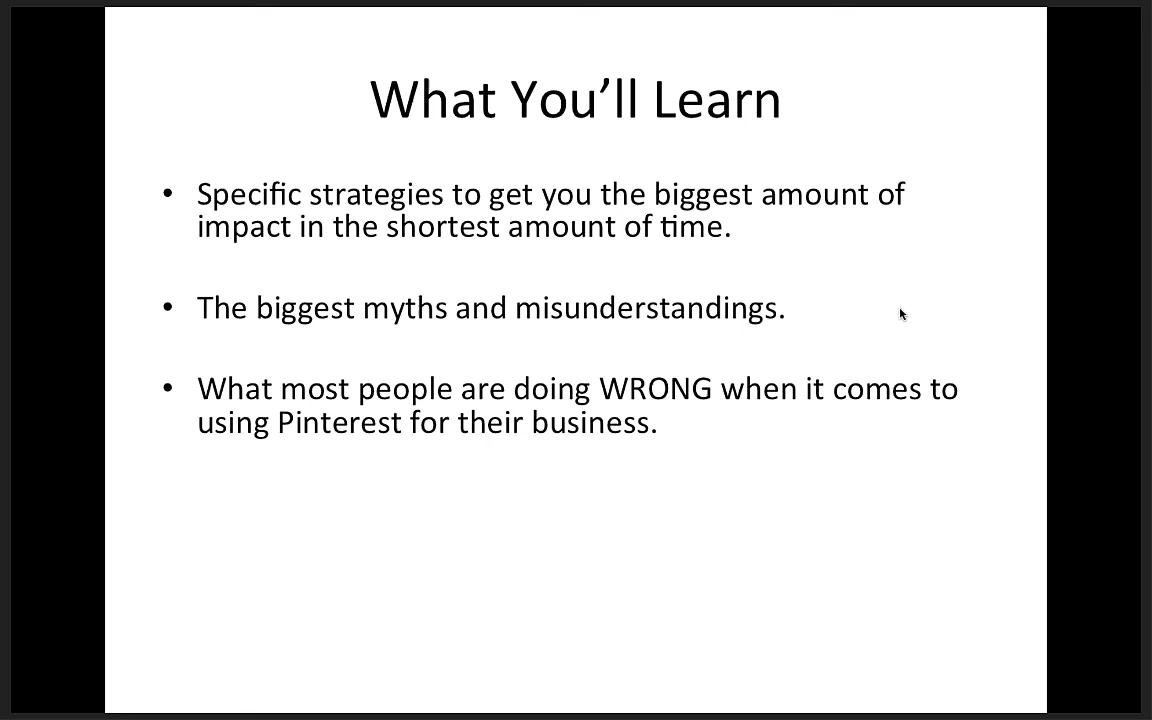 What You’ll Learn
• Specific strategies to get you the biggest amount of
impact in the shortest amount of time.
• The biggest myths and misunderstandings.
• What most people are doing WRONG when it comes to
using Pinterest for their business.